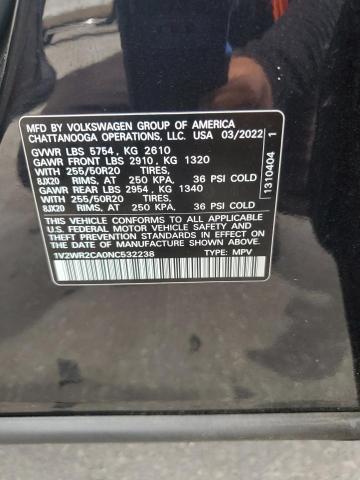 MFD BY VOLKSWAGEN GROUP OF AMERICA
CHATTANOOGA OPERATIONS, LLC. USA 03/2022
GVWR LBS 5754, KG 2610
GAWR FRONT LBS 2910, KG 1320
WITH 255/50R20 TIRES,
8JX20 RIMS, AT 250 KPA, 36 PSI COLD
GAWR REAR LBS 2954, KG 1340
WITH 255/50R20 TIRES,
8JX20 RIMS, AT 250 KPA, 36 PSI COLD
THIS VEHICLE CONFORMS TO ALL APPLICABLE
U.S. FEDERAL MOTOR VEHICLE SAFETY AND
THEFT PREVENTION STANDARDS IN EFFECT
ON THE DATE OF MANUFACTURE SHOWN ABOVE.
1V2WR2CA0NC532238 TYPE: MPV
1310404 1